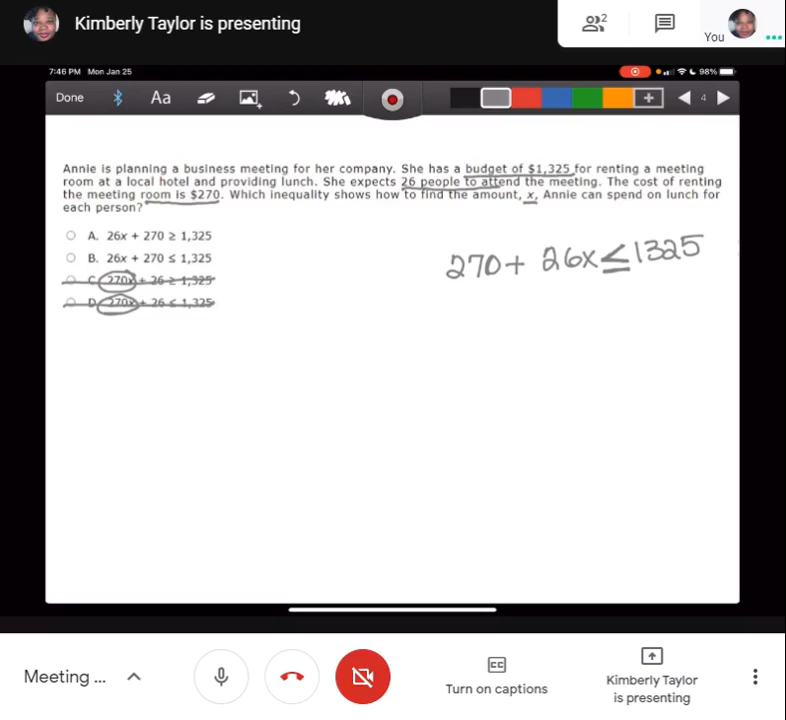 Kimberly Taylor is presenting
2
You
7:46 PM Mon Jan 25
98%
Done
Aa
4
Annie is planning a business meeting for her company. She has a budget of $1,325 for renting a meeting
room at a local hotel and providing lunch. She expects 26 people to attend the meeting. The cost of renting
the meeting room is $270. Which inequality shows how to find the amount, x, Annie can spend on lunch for
each person?
A. 26x + 270 ≥ 1,325
B. 26x + 270 ≤ 1,325
C. 270x + 26 ≥ 1,325
D. 270x + 26 ≤ 1,325
270 + 26x ≤ 1325
Meeting ...
CC
Turn on captions
Kimberly Taylor
is presenting